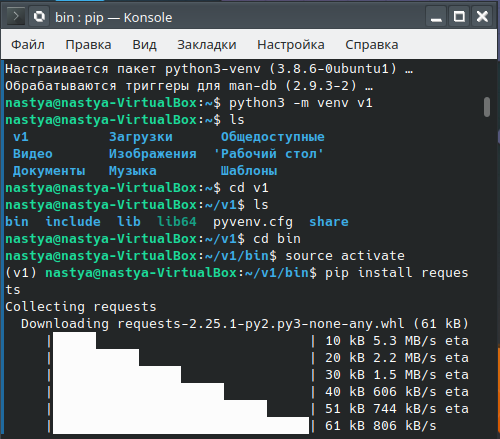 bin : pip — Konsole
Файл Правка Вид Закладки Настройка Справка
Настраивается пакет python3-venv (3.8.6-0ubuntu1) …
Обрабатываются триггеры для man-db (2.9.3-2) …
nastya@nastya-VirtualBox:~$ python3 -m venv v1
nastya@nastya-VirtualBox:~$ ls
v1 Загрузки Общедоступные
Видео Изображения 'Рабочий стол'
Документы Музыка Шаблоны
nastya@nastya-VirtualBox:~$ cd v1
nastya@nastya-VirtualBox:~/v1$ ls
bin include lib lib64 pyvenv.cfg share
nastya@nastya-VirtualBox:~/v1$ cd bin
nastya@nastya-VirtualBox:~/v1/bin$ source activate
(v1) nastya@nastya-VirtualBox:~/v1/bin$ pip install reques
ts
Collecting requests
Downloading requests-2.25.1-py2.py3-none-any.whl (61 kB)
| | 10 kB 5.3 MB/s eta
| | 20 kB 2.2 MB/s eta
| | 30 kB 1.5 MB/s eta
| | 40 kB 606 kB/s eta
| | 51 kB 744 kB/s eta
| | 61 kB 806 kB/s